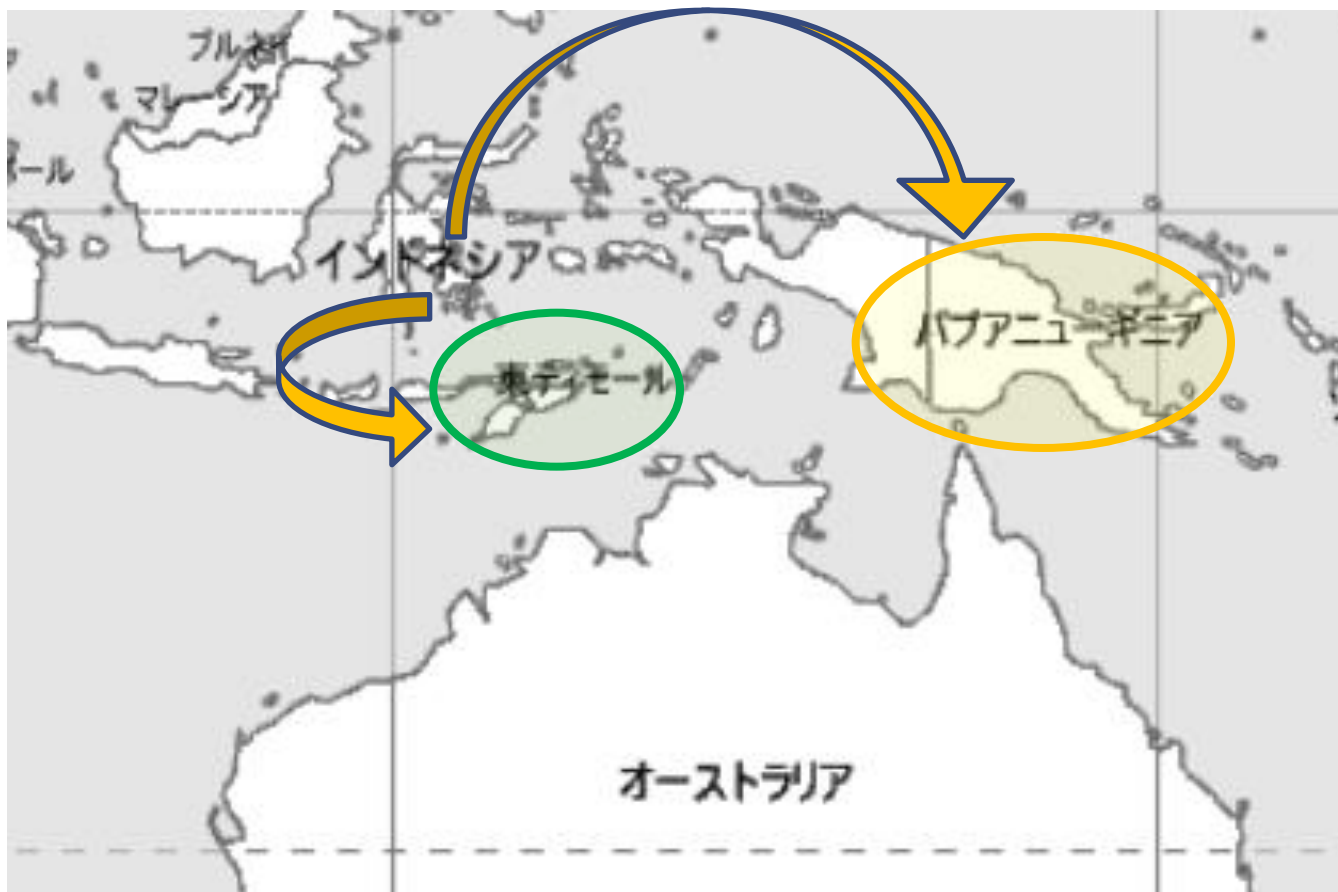 ブルネイ
マレーシア
ール
インドネシア
東ティモール
パプアニューギニア
オーストラリア